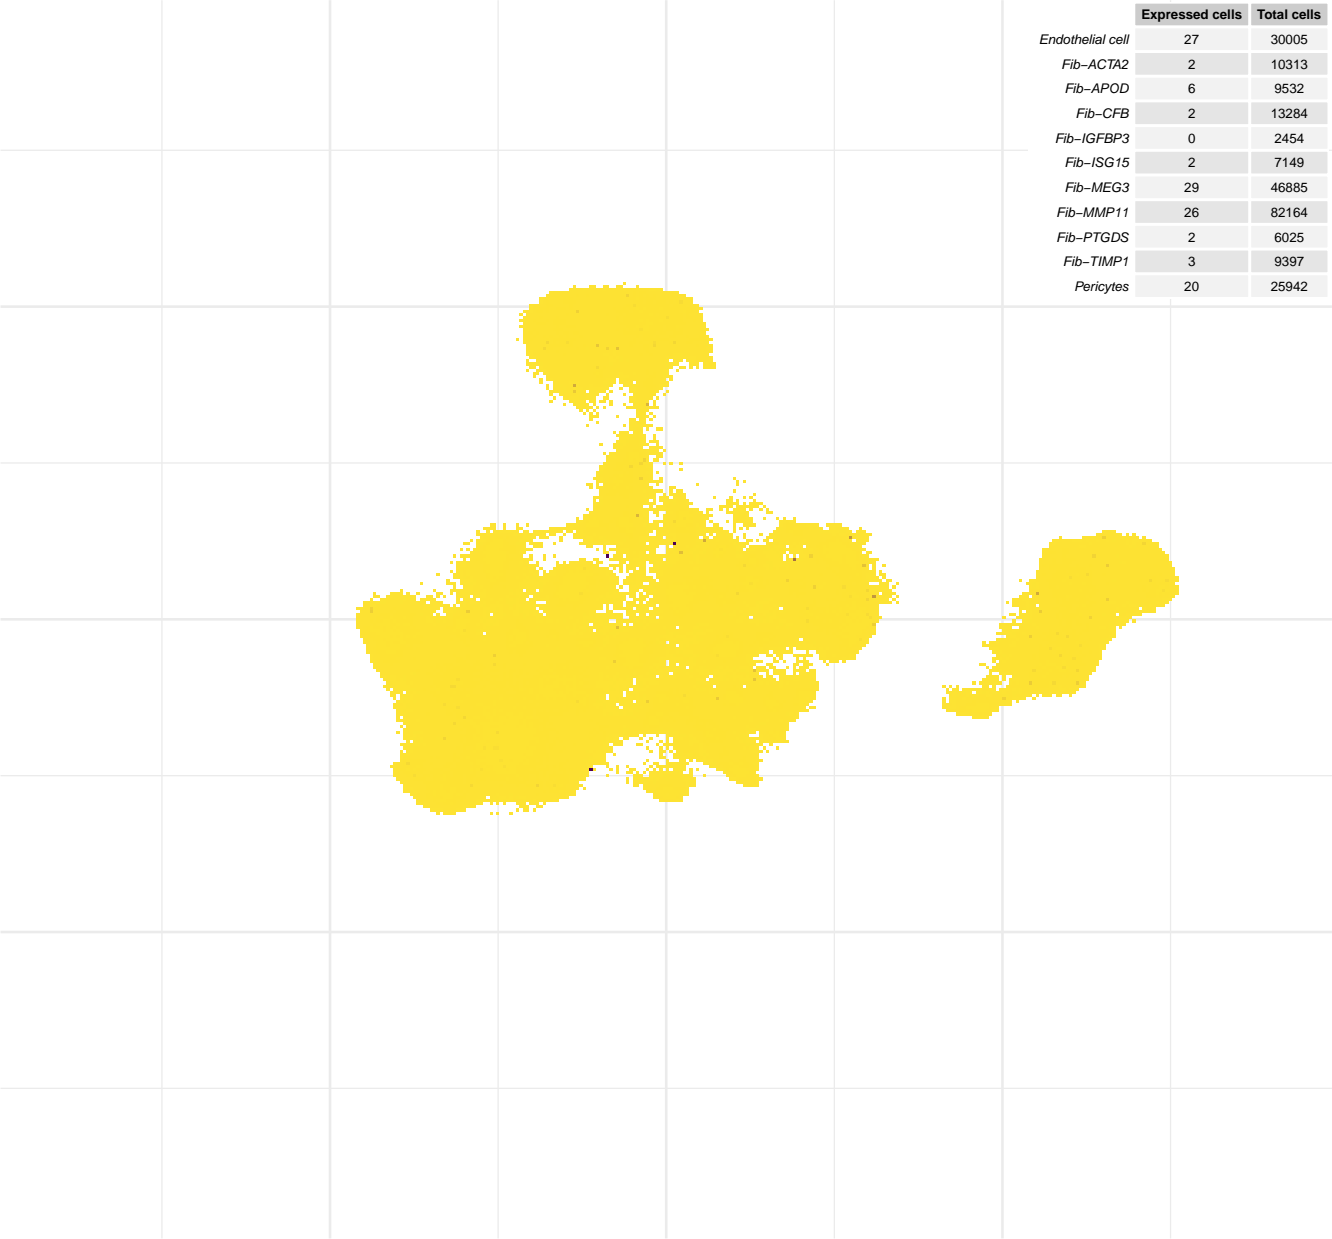 Expressed cells Total cells
Endothelial cell 27 30005
Fib−ACTA2 2 10313
Fib−APOD 6 9532
Fib−CFB 2 13284
Fib−IGFBP3 0 2454
Fib−ISG15 2 7149
Fib−MEG3 29 46885
Fib−MMP11 26 82164
Fib−PTGDS 2 6025
Fib−TIMP1 3 9397
Pericytes 20 25942